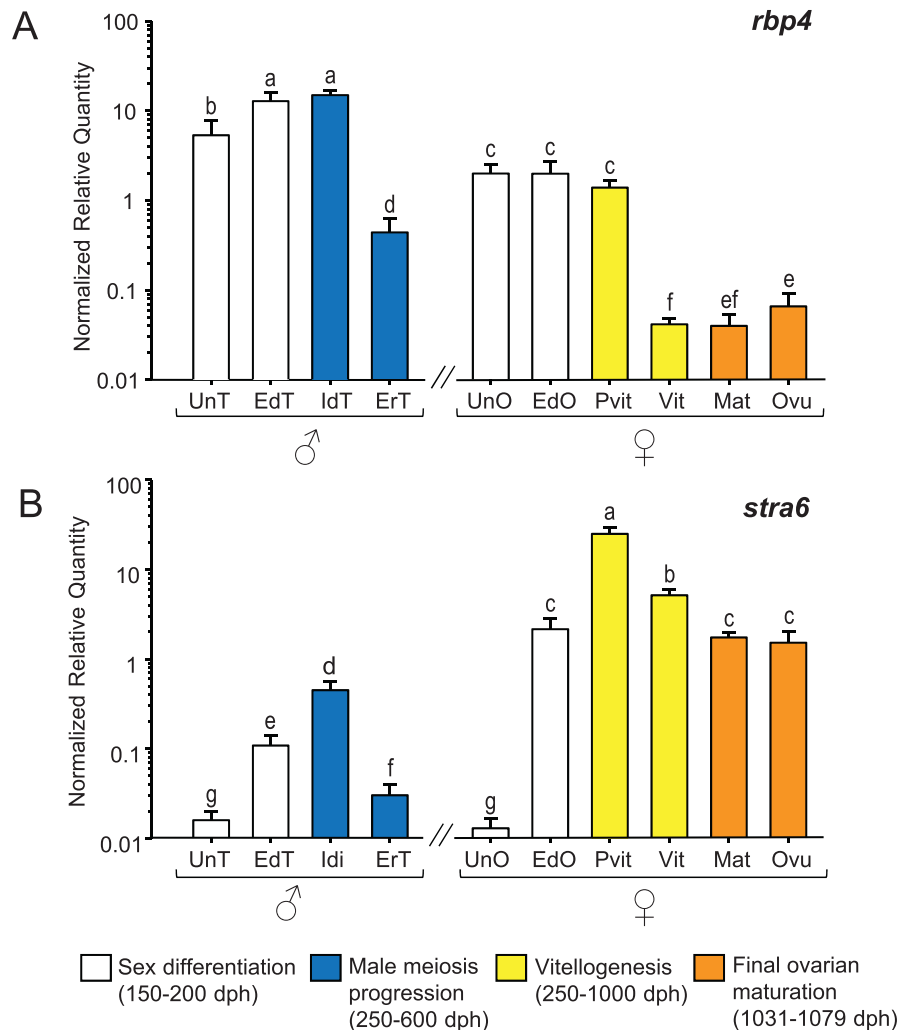 A
rbp4
Normalized Relative Quantity
100
10
1
0.1
0.01
b a a d c c c f ef e
UnT EdT IdT ErT // UnO EdO Pvit Vit Mat Ovu
♂ ♀
B
stra6
Normalized Relative Quantity
100
10
1
0.1
0.01
g e d f g c a b c c
UnT EdT Idi ErT // UnO EdO Pvit Vit Mat Ovu
♂ ♀
Sex differentiation
(150-200 dph)
Male meiosis
progression
(250-600 dph)
Vitellogenesis
(250-1000 dph)
Final ovarian
maturation
(1031-1079 dph)